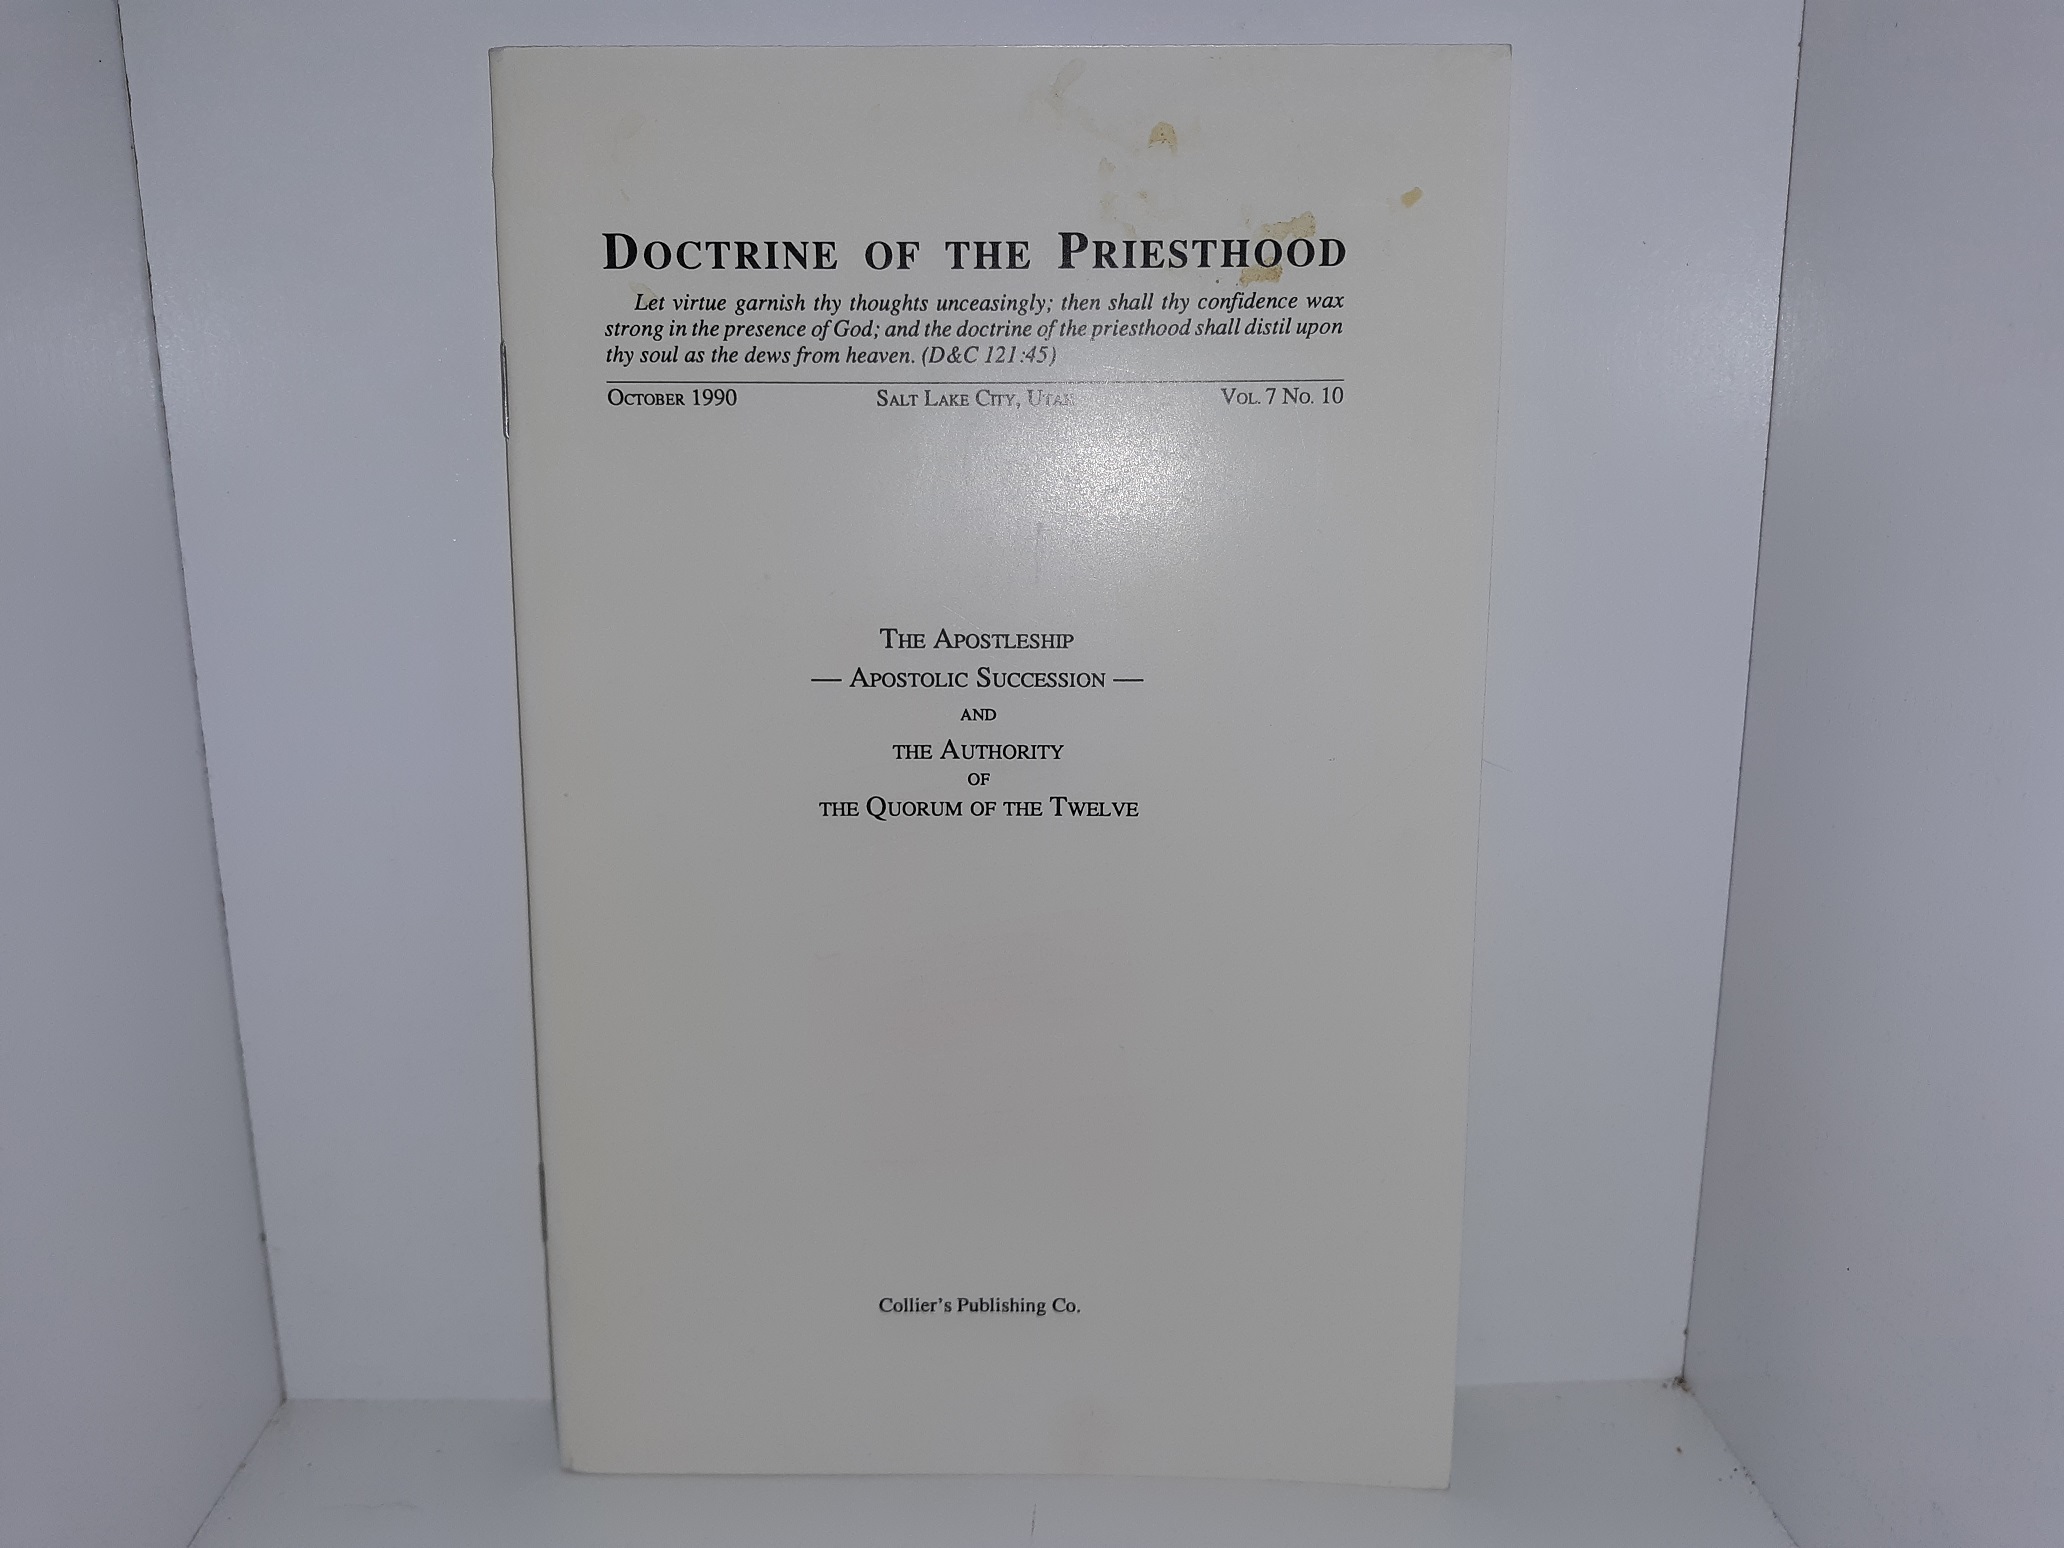 DOCTRINE OF THE PRIESTHOOD
Let virtue garnish thy thoughts unceasingly; then shall thy confidence wax
strong in the presence of God; and the doctrine of the priesthood shall distil upon
thy soul as the dews from heaven. (D&C 121:45)
OCTOBER 1990 SALT LAKE CITY, UTAH VOL. 7 NO. 10
THE APOSTLESHIP
— APOSTOLIC SUCCESSION —
AND
THE AUTHORITY
OF
THE QUORUM OF THE TWELVE
Collier's Publishing Co.